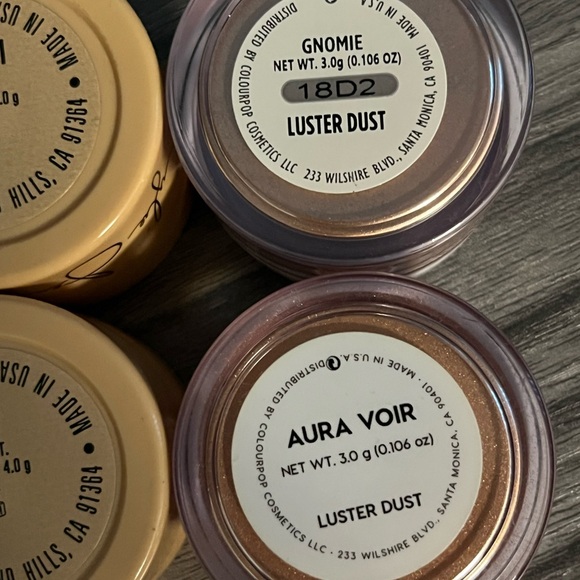 MADE IN USA
.0 g
HILLS, CA 91364
GNOMIE
NET WT. 3.0g (0.106 OZ)
18D2
LUSTER DUST
DISTRIBUTED BY COLOURPOP COSMETICS LLC 233 WILSHIRE BLVD., SANTA MONICA, CA 90401 • MADE IN U.S.A.
MADE IN USA
T.
4.0 g
HILLS, CA 91364
AURA VOIR
NET WT. 3.0 g (0.106 oz)
LUSTER DUST
DISTRIBUTED BY COLOURPOP COSMETICS LLC • 233 WILSHIRE BLVD., SANTA MONICA, CA 90401 • MADE IN U.S.A.